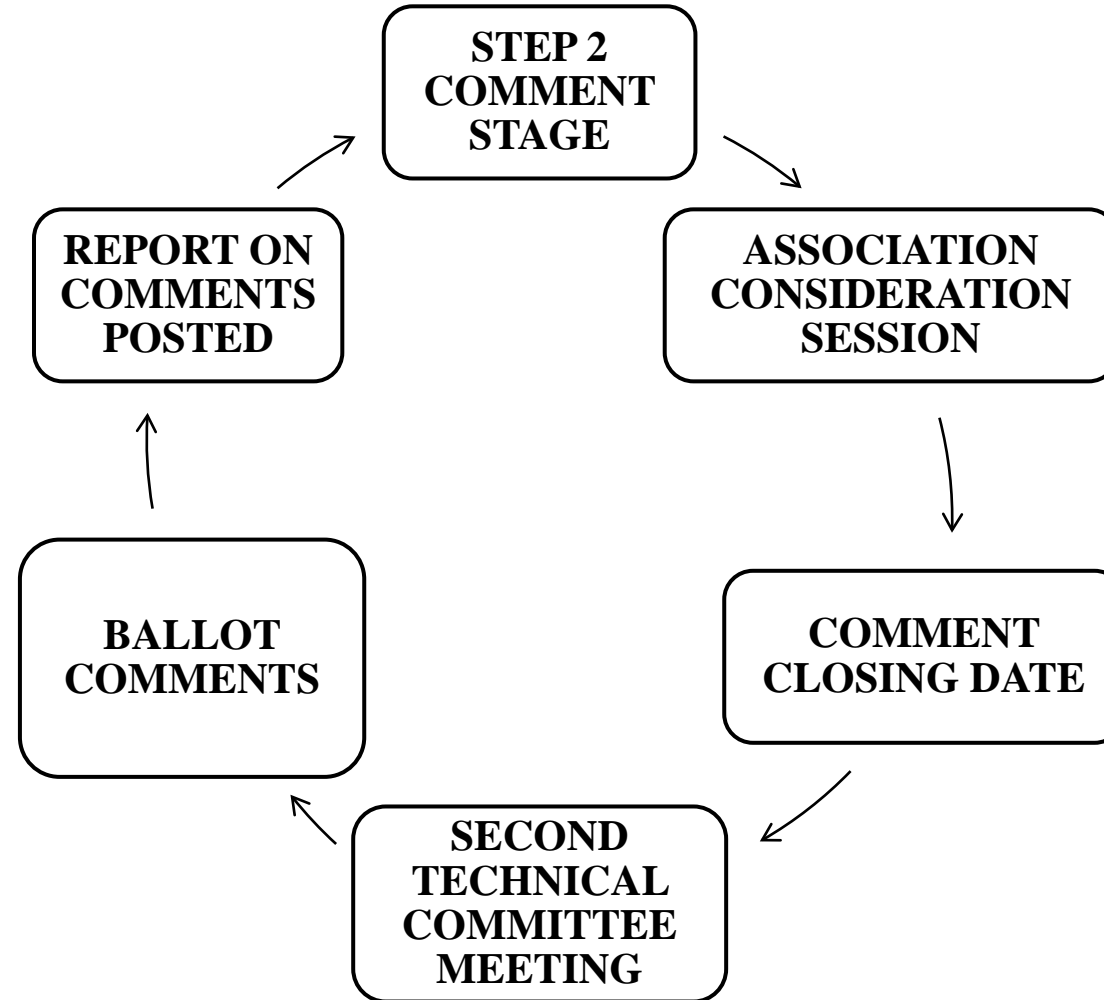 STEP 2
COMMENT
STAGE
ASSOCIATION
CONSIDERATION
SESSION
COMMENT
CLOSING DATE
SECOND
TECHNICAL
COMMITTEE
MEETING
BALLOT
COMMENTS
REPORT ON
COMMENTS
POSTED